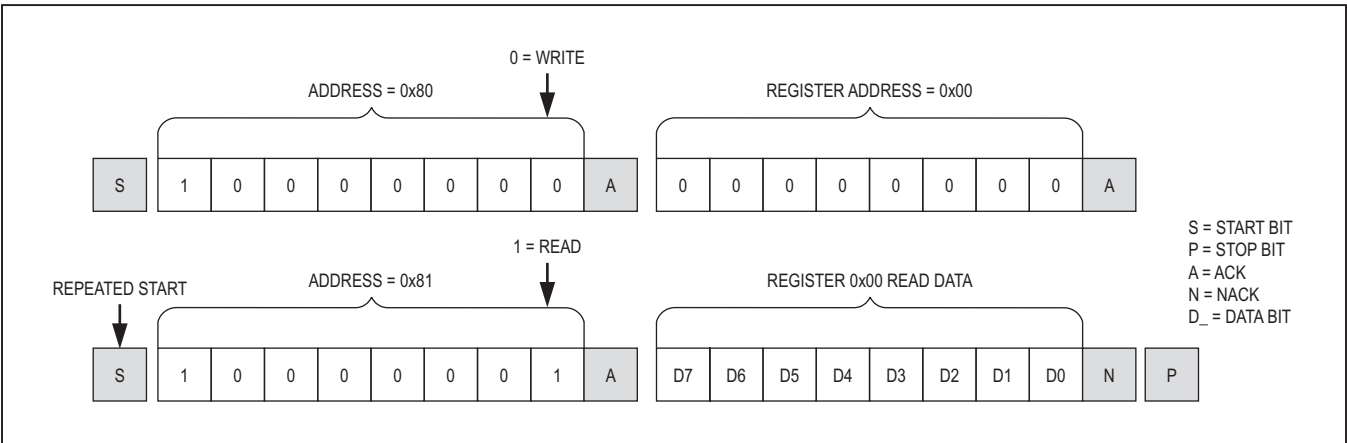 0 = WRITE
ADDRESS = 0x80
REGISTER ADDRESS = 0x00
S 1 0 0 0 0 0 0 0 A 0 0 0 0 0 0 0 0 A
S = START BIT
P = STOP BIT
A = ACK
N = NACK
D_ = DATA BIT
1 = READ
REPEATED START
ADDRESS = 0x81
REGISTER 0x00 READ DATA
S 1 0 0 0 0 0 0 1 A D7 D6 D5 D4 D3 D2 D1 D0 N P